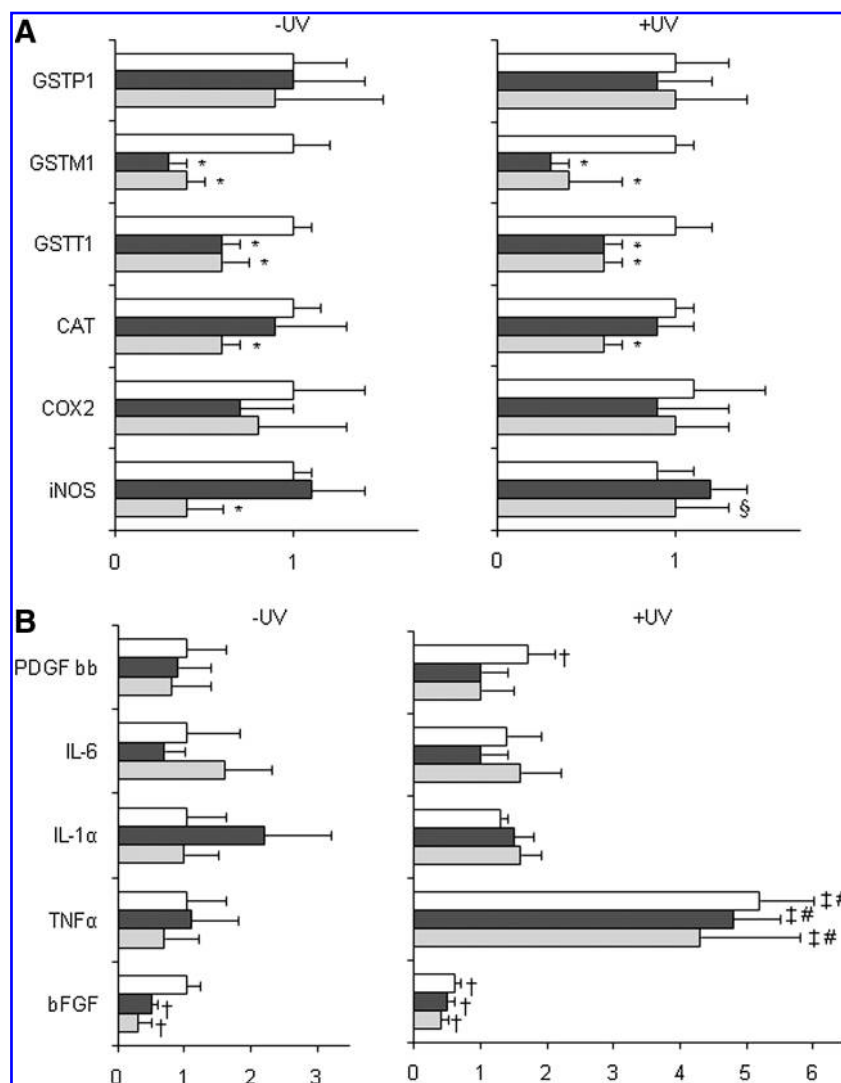 A
-UV
+UV
GSTP1
GSTM1
* *
* *
GSTT1
* *
* *
CAT
* *
COX2
iNOS
* §
0 1 0 1
B
-UV
+UV
PDGF bb
†
IL-6
IL-1α
TNFα
‡#
‡#
‡#
bFGF
† †
† †
†
0 1 2 3 0 1 2 3 4 5 6